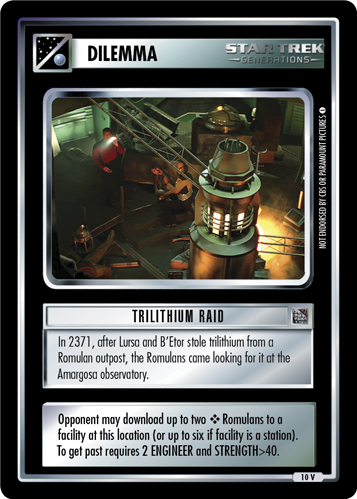 DILEMMA
STAR TREK
GENERATIONS
NOT ENDORSED BY CBS OR PARAMOUNT PICTURES
TRILITHIUM RAID
In 2371, after Lursa and B'Etor stole trilithium from a
Romulan outpost, the Romulans came looking for it at the
Amargosa observatory.
Opponent may download up to two ❖ Romulans to a
facility at this location (or up to six if facility is a station).
To get past requires 2 ENGINEER and STRENGTH>40.
10 V